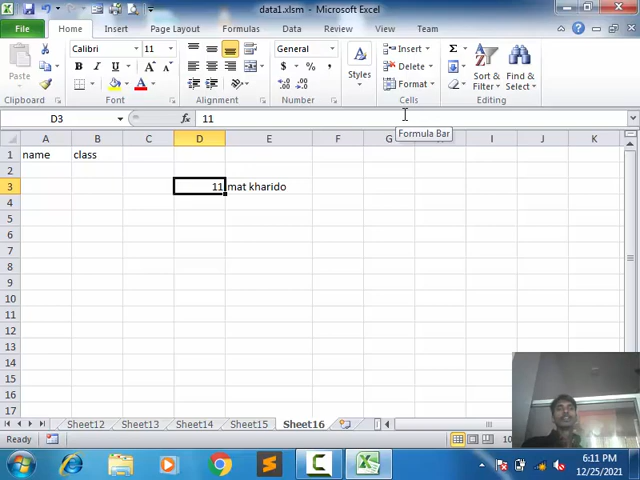 data1.xlsm - Microsoft Excel
File Home Insert Page Layout Formulas Data Review View Team
Paste
Calibri 11
B I U A A
General
$ % ,
Styles
Insert
Delete
Format
Σ
Sort & Filter
Find & Select
Clipboard Font Alignment Number Cells Editing
D3 fx 11
Formula Bar
A B C D E F G H I J K
1 name class
2
3 11 mat kharido
4
5
6
7
8
9
10
11
12
13
14
15
16
17
Sheet12 Sheet13 Sheet14 Sheet15 Sheet16
Ready
6:11 PM
12/25/2021